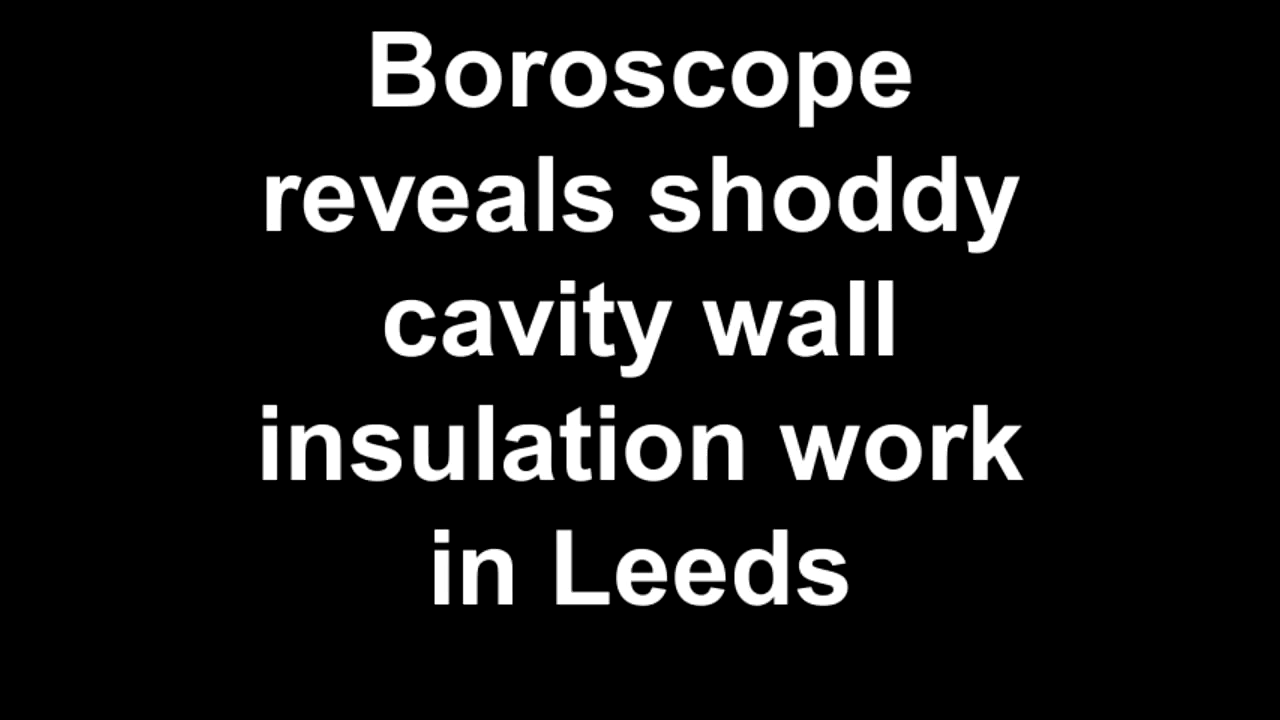 Boroscope
reveals shoddy
cavity wall
insulation work
in Leeds